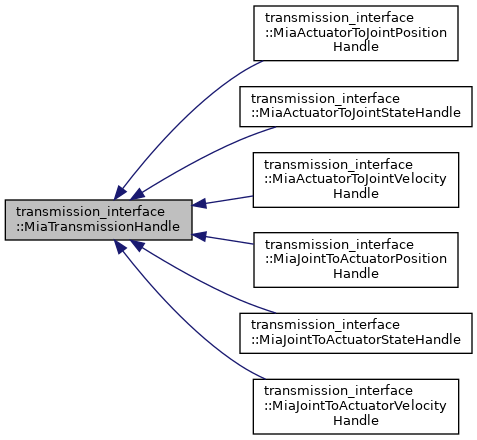 transmission_interface
::MiaActuatorToJointPosition
Handle
transmission_interface
::MiaActuatorToJointStateHandle
transmission_interface
::MiaActuatorToJointVelocity
Handle
transmission_interface
::MiaTransmissionHandle
transmission_interface
::MiaJointToActuatorPosition
Handle
transmission_interface
::MiaJointToActuatorStateHandle
transmission_interface
::MiaJointToActuatorVelocity
Handle